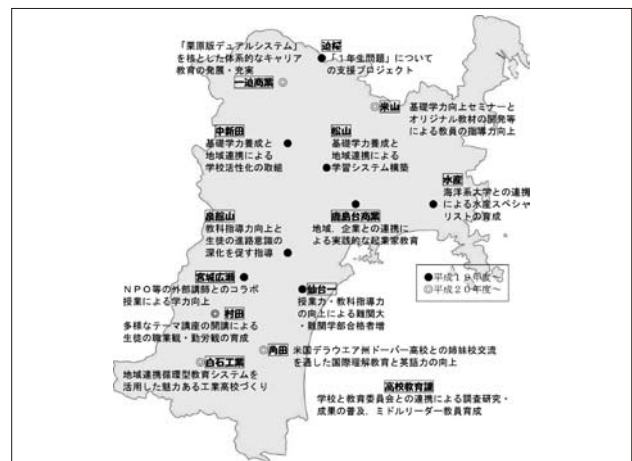 「栗原版デュアルシステム」
を核とした体系的なキャリア
教育の発展・充実
一迫商業
迫桜
「1年生問題」について
の支援プロジェクト
米山
基礎学力向上セミナーと
オリジナル教材の開発等
による教員の指導力向上
中新田
基礎学力養成と
地域連携による
学校活性化の取組
松山
基礎学力養成と
地域連携による
学習システム構築
水産
海洋系大学との連携
による水産スペシャ
リストの育成
泉館山
教科指導力向上と
生徒の進路意識の
深化を促す指導
鹿島台商業
地域、企業との連携によ
る実践的な起業家教育
宮城広瀬
NPO等の外部講師とのコラボ
授業による学力向上
仙台一
授業力・教科指導力
の向上による難関大
・難関学部合格者増
●平成19年度~
◎平成20年度~
村田
多様なテーマ講座の開講による
生徒の職業観・勤労観の育成
角田
米国デラウエア州ドーバー高校との姉妹校交流
を通した国際理解教育と英語力の向上
白石工業
地域連携循環型教育システムを
活用した魅力ある工業高校づくり
高校教育課
学校と教育委員会との連携による調査研究・
成果の普及、ミドルリーダー教員育成